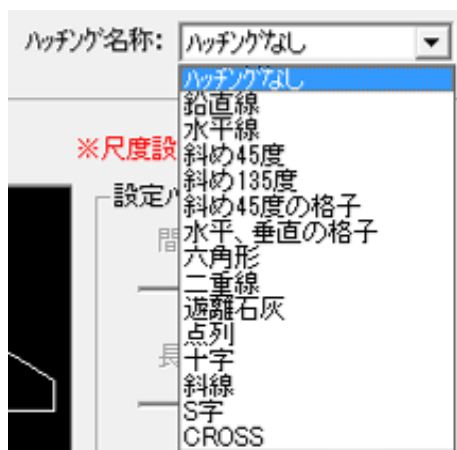 ハッチング名称: ハッチングなし
ハッチングなし
鉛直線
水平線
※尺度設
斜め45度
斜め135度
設定
斜め45度の格子
間
水平、垂直の格子
六角形
二重線
遊離石灰
点列
長
十字
斜線
S字
CROSS